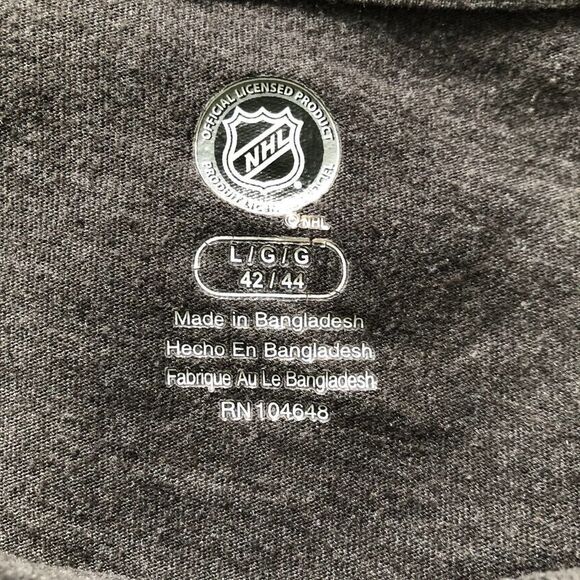 OFFICIAL LICENSED PRODUCT
NHL
PRODUIT
©NHL
L / G / G
42 / 44
Made in Bangladesh
Hecho En Bangladesh
Fabrique Au Le Bangladesh
RN 104648